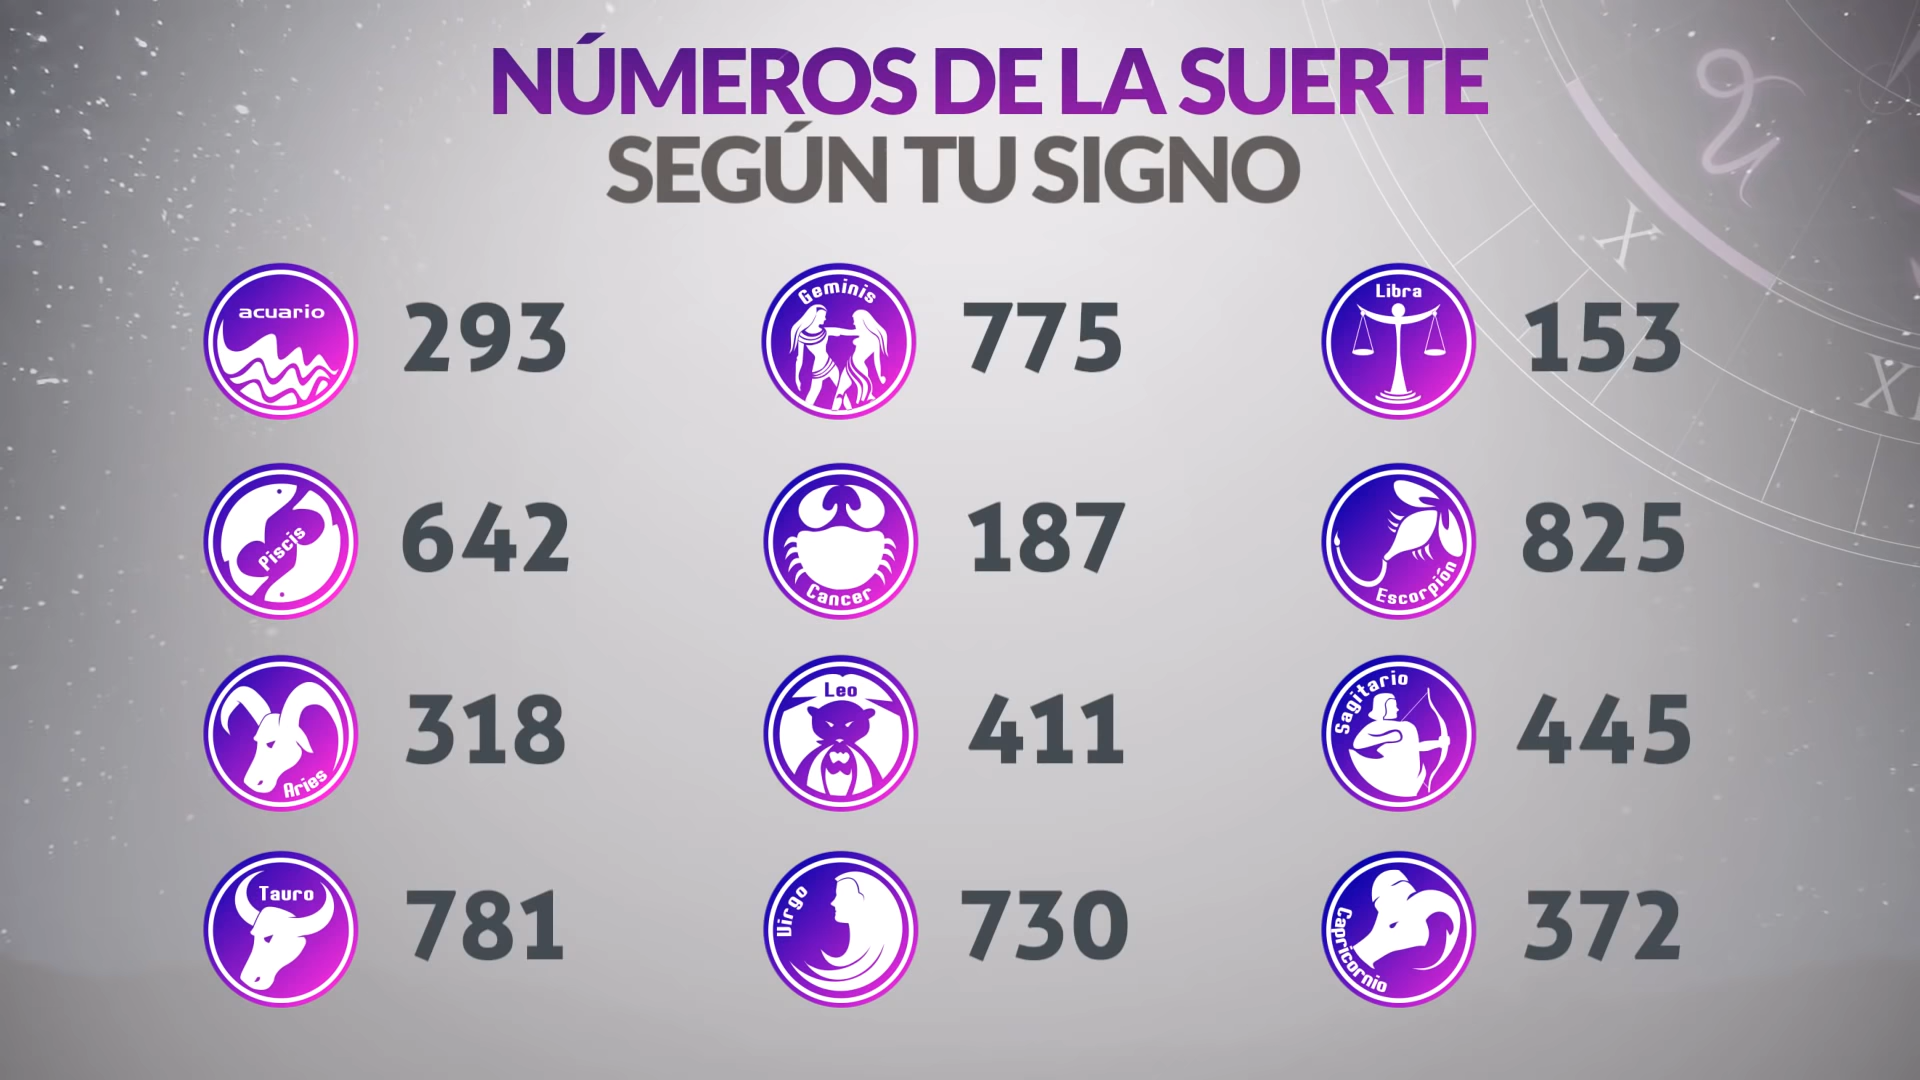 NÚMEROS DE LA SUERTE
SEGÚN TU SIGNO
acuario 293
Geminis 775
Libra 153
Piscis 642
Cancer 187
Escorpión 825
Aries 318
Leo 411
Sagitario 445
Tauro 781
Virgo 730
Capricornio 372
X